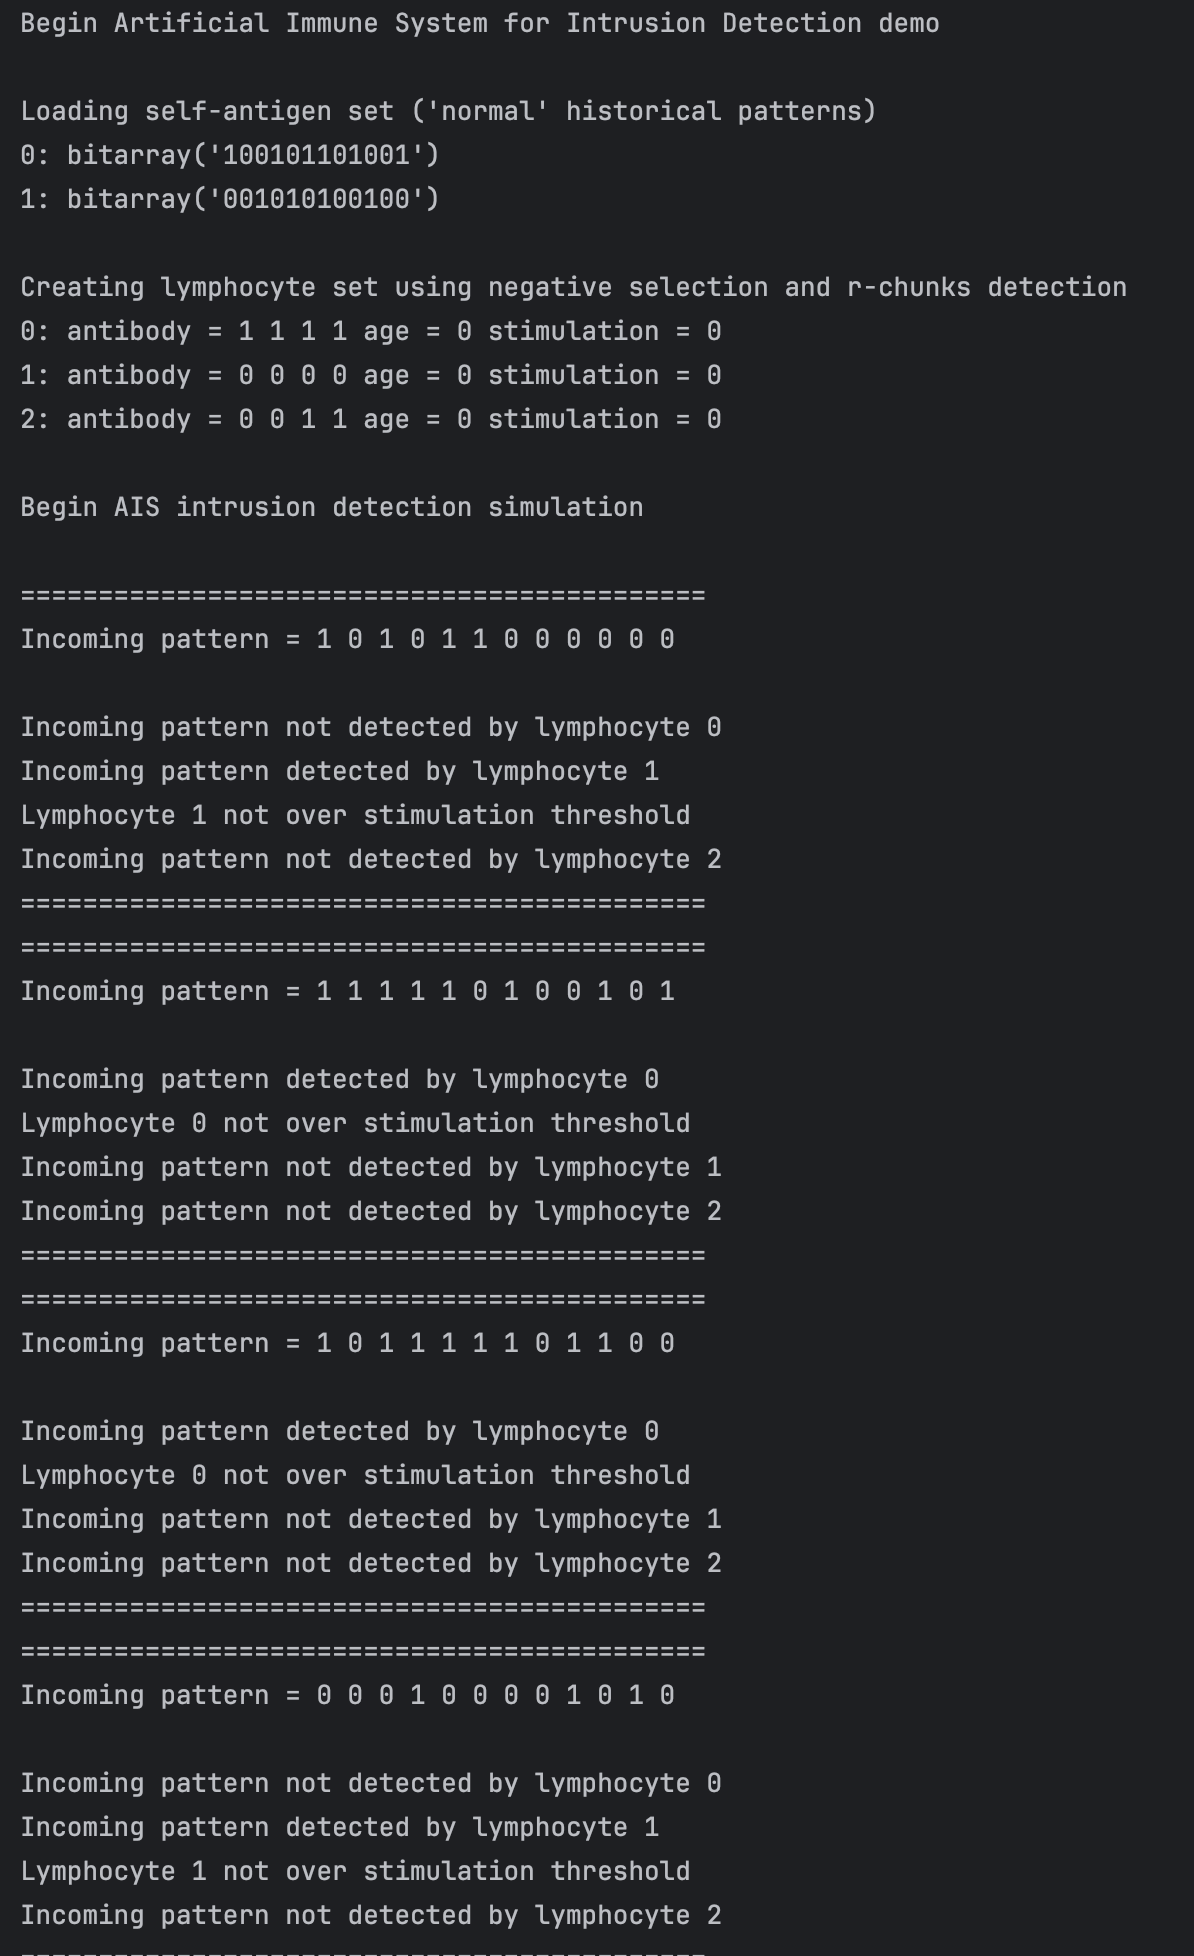 Begin Artificial Immune System for Intrusion Detection demo
Loading self-antigen set ('normal' historical patterns)
0: bitarray('100101101001')
1: bitarray('001010100100')
Creating lymphocyte set using negative selection and r-chunks detection
0: antibody = 1 1 1 1 age = 0 stimulation = 0
1: antibody = 0 0 0 0 age = 0 stimulation = 0
2: antibody = 0 0 1 1 age = 0 stimulation = 0
Begin AIS intrusion detection simulation
============================================
Incoming pattern = 1 0 1 0 1 1 0 0 0 0 0 0
Incoming pattern not detected by lymphocyte 0
Incoming pattern detected by lymphocyte 1
Lymphocyte 1 not over stimulation threshold
Incoming pattern not detected by lymphocyte 2
============================================
============================================
Incoming pattern = 1 1 1 1 1 0 1 0 0 1 0 1
Incoming pattern detected by lymphocyte 0
Lymphocyte 0 not over stimulation threshold
Incoming pattern not detected by lymphocyte 1
Incoming pattern not detected by lymphocyte 2
============================================
============================================
Incoming pattern = 1 0 1 1 1 1 1 0 1 1 0 0
Incoming pattern detected by lymphocyte 0
Lymphocyte 0 not over stimulation threshold
Incoming pattern not detected by lymphocyte 1
Incoming pattern not detected by lymphocyte 2
============================================
============================================
Incoming pattern = 0 0 0 1 0 0 0 0 1 0 1 0
Incoming pattern not detected by lymphocyte 0
Incoming pattern detected by lymphocyte 1
Lymphocyte 1 not over stimulation threshold
Incoming pattern not detected by lymphocyte 2
============================================